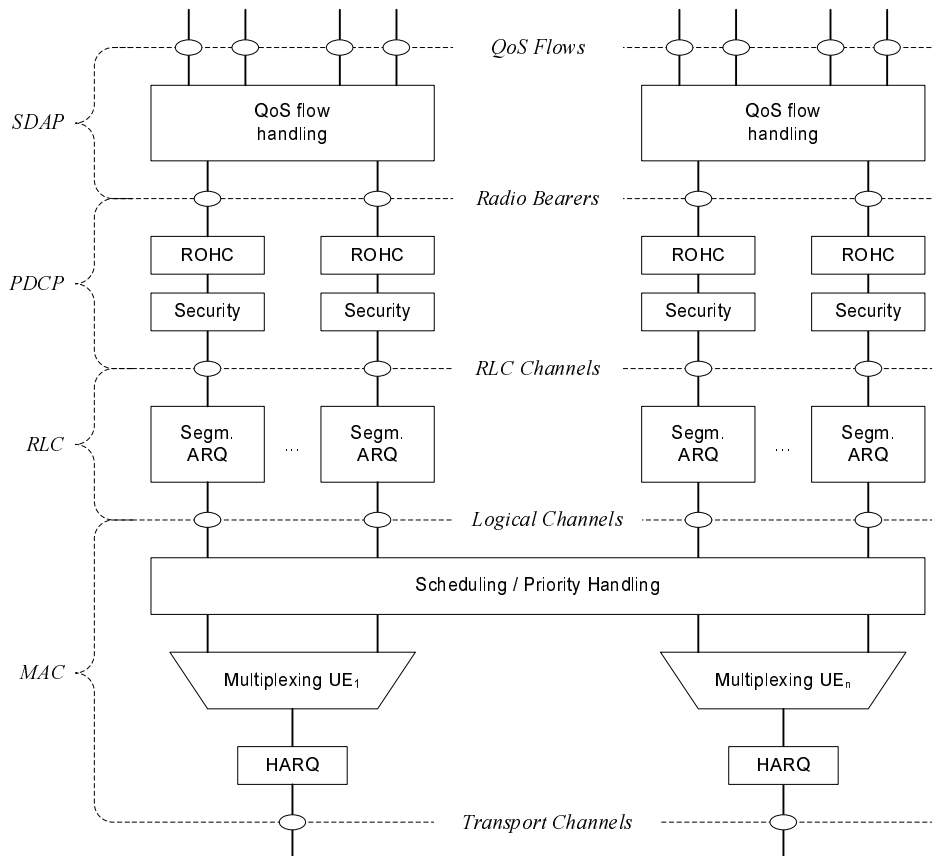 QoS Flows
QoS flow
handling
QoS flow
handling
SDAP
Radio Bearers
ROHC
ROHC
ROHC
ROHC
PDCP
Security
Security
Security
Security
RLC Channels
Segm.
ARQ
...
Segm.
ARQ
Segm.
ARQ
...
Segm.
ARQ
RLC
Logical Channels
Scheduling / Priority Handling
MAC
Multiplexing UE₁
Multiplexing UEₙ
HARQ
HARQ
Transport Channels